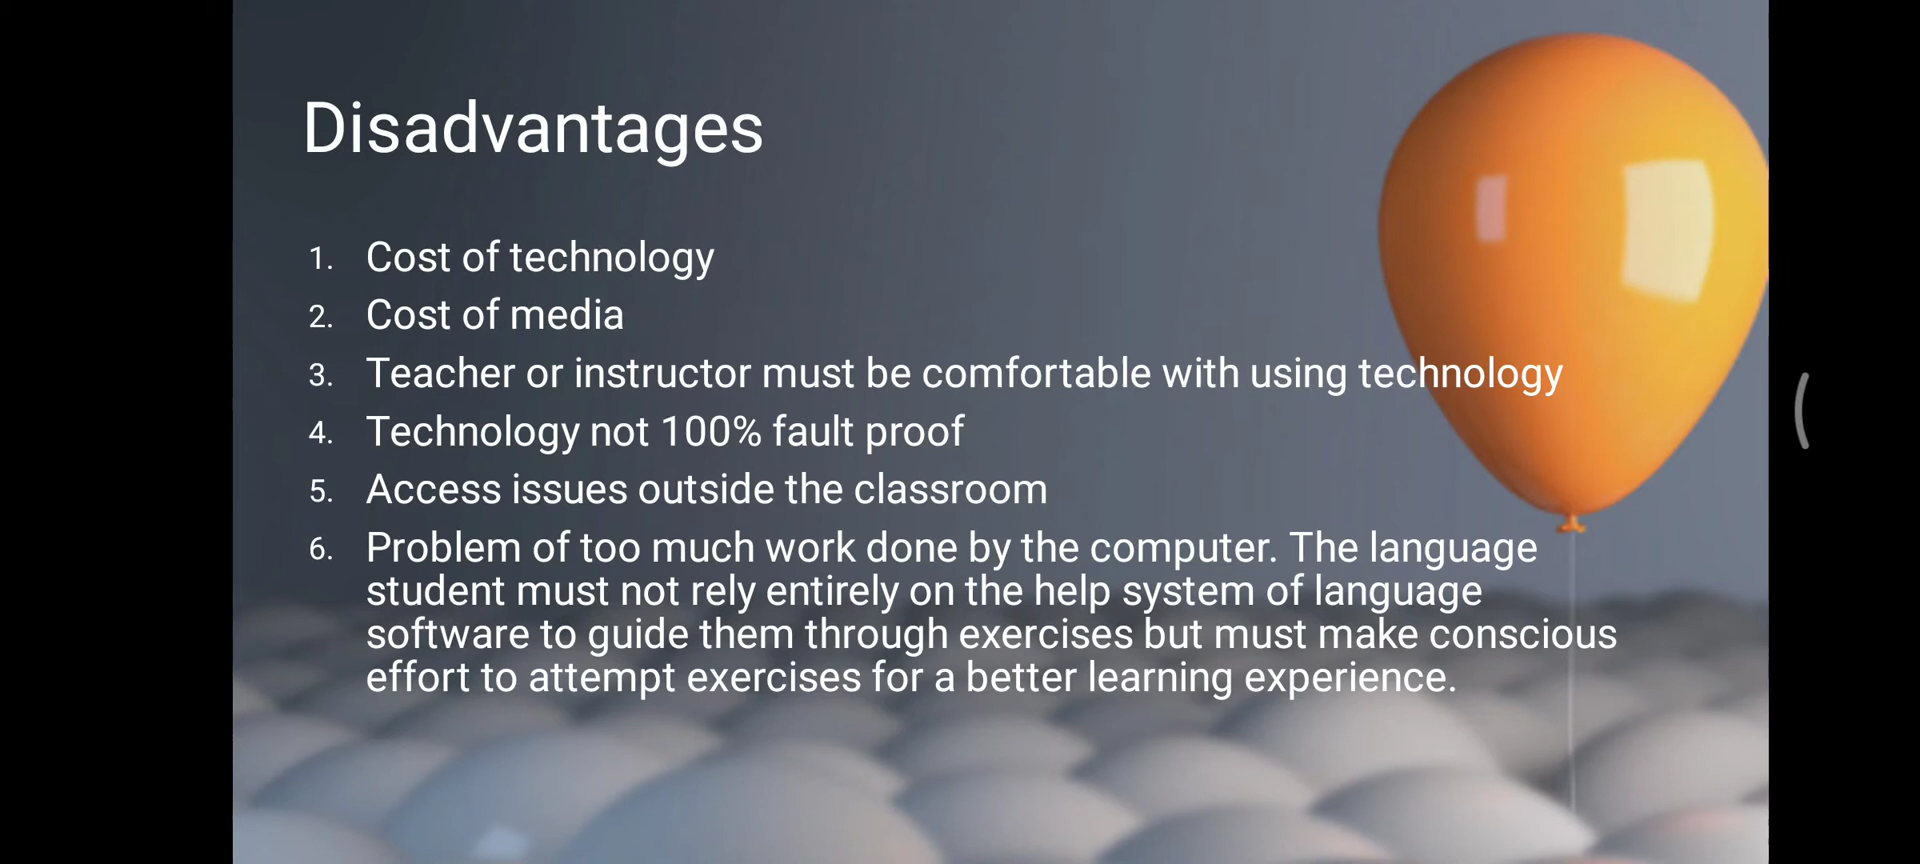 Disadvantages
1. Cost of technology
2. Cost of media
3. Teacher or instructor must be comfortable with using technology
4. Technology not 100% fault proof
5. Access issues outside the classroom
6. Problem of too much work done by the computer. The language
student must not rely entirely on the help system of language
software to guide them through exercises but must make conscious
effort to attempt exercises for a better learning experience.